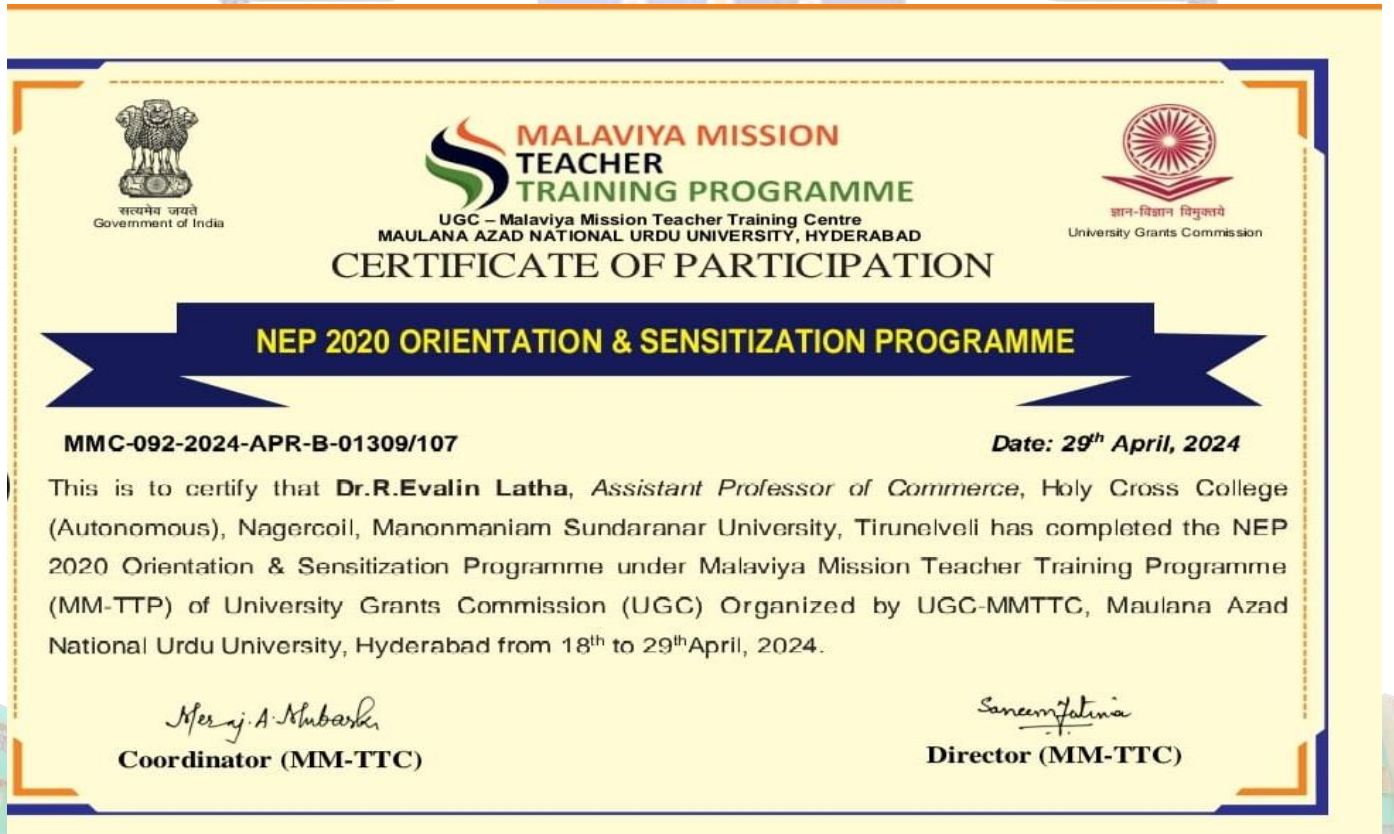 MALAVIYA MISSION
TEACHER
TRAINING PROGRAMME
सत्यमेव जयते
Government of India
UGC – Malaviya Mission Teacher Training Centre
MAULANA AZAD NATIONAL URDU UNIVERSITY, HYDERABAD
ज्ञान-विज्ञान विमुक्तये
University Grants Commission
CERTIFICATE OF PARTICIPATION
NEP 2020 ORIENTATION & SENSITIZATION PROGRAMME
MMC-092-2024-APR-B-01309/107
Date: 29th April, 2024
This is to certify that Dr.R.Evalin Latha, Assistant Professor of Commerce, Holy Cross College
(Autonomous), Nagercoil, Manonmaniam Sundaranar University, Tirunelveli has completed the NEP
2020 Orientation & Sensitization Programme under Malaviya Mission Teacher Training Programme
(MM-TTP) of University Grants Commission (UGC) Organized by UGC-MMTTC, Maulana Azad
National Urdu University, Hyderabad from 18th to 29thApril, 2024.
Meraj.A.Mubarki
Coordinator (MM-TTC)
Saneem Fatima
Director (MM-TTC)